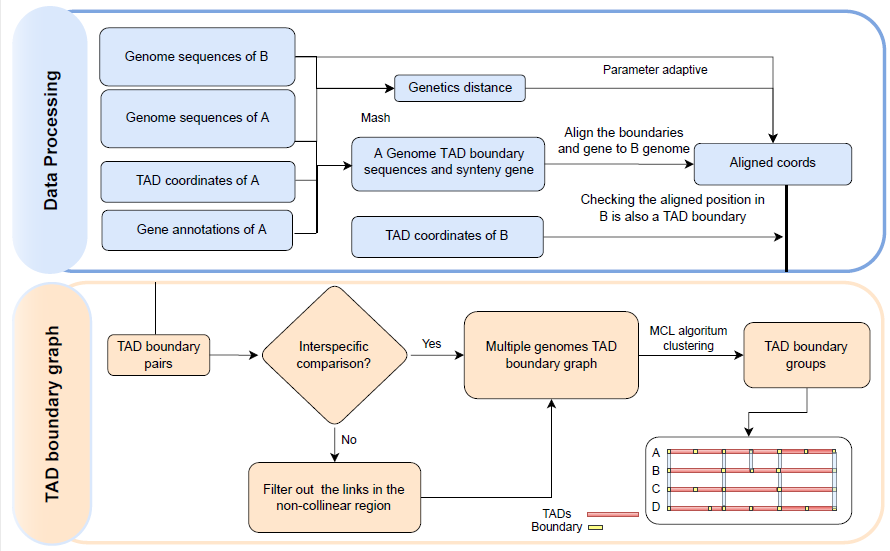 Data Processing
Genome sequences of B
Genome sequences of A
TAD coordinates of A
Gene annotations of A
Genetics distance
Mash
Parameter adaptive
A Genome TAD boundary
sequences and synteny gene
Align the boundaries
and gene to B genome
Aligned coords
TAD coordinates of B
Checking the aligned position in
B is also a TAD boundary
TAD boundary graph
TAD boundary
pairs
Interspecific
comparison?
Yes
No
Filter out the links in the
non-collinear region
Multiple genomes TAD
boundary graph
MCL algoritum
clustering
TAD boundary
groups
A
B
C
D
TADs
Boundary